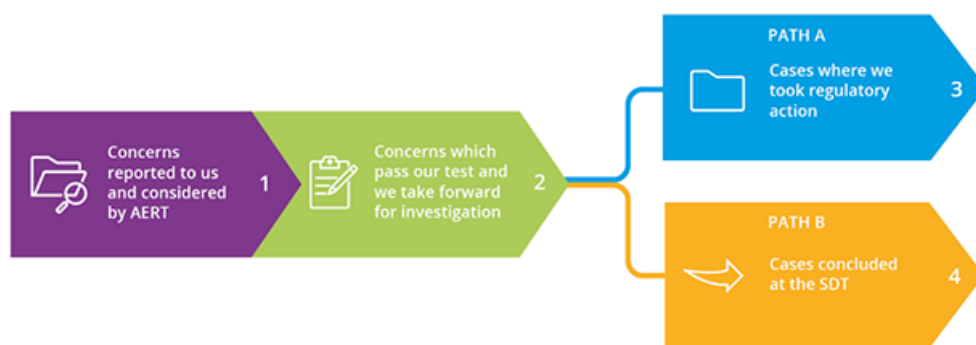 Concerns
reported to us
and considered
by AERT
1
Concerns which
pass our test and
we take forward
for investigation
2
PATH A
Cases where we
took regulatory
action
3
PATH B
Cases concluded
at the SDT
4